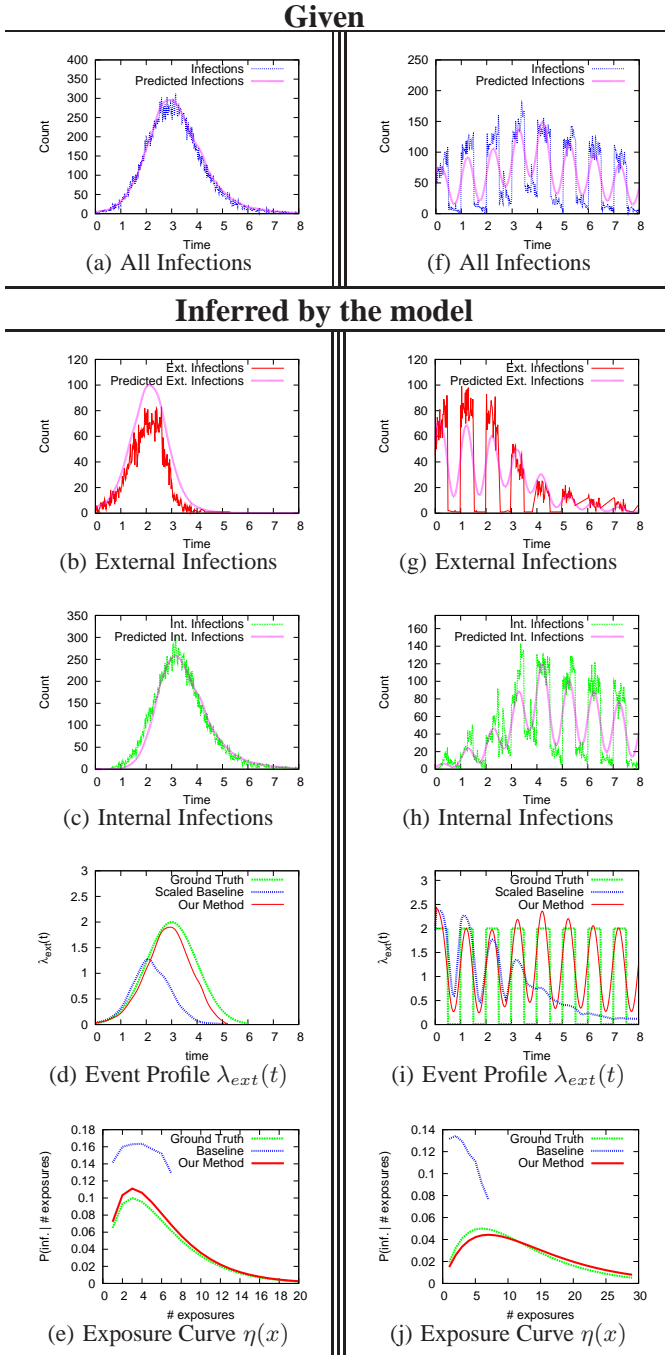 Given
400
350
300
250
200
150
100
50
0
Count
Infections
Predicted Infections
0 1 2 3 4 5 6 7 8
Time
(a) All Infections
250
200
150
100
50
0
Count
Infections
Predicted Infections
0 1 2 3 4 5 6 7 8
Time
(f) All Infections
Inferred by the model
120
100
80
60
40
20
0
Count
Ext. Infections
Predicted Ext. Infections
0 1 2 3 4 5 6 7 8
Time
(b) External Infections
120
100
80
60
40
20
0
Count
Ext. Infections
Predicted Ext. Infections
0 1 2 3 4 5 6 7 8
Time
(g) External Infections
350
300
250
200
150
100
50
0
Count
Int. Infections
Predicted Int. Infections
0 1 2 3 4 5 6 7 8
Time
(c) Internal Infections
160
140
120
100
80
60
40
20
0
Count
Int. Infections
Predicted Int. Infections
0 1 2 3 4 5 6 7 8
Time
(h) Internal Infections
3
2.5
2
1.5
1
0.5
0
λext(t)
Ground Truth
Scaled Baseline
Our Method
0 1 2 3 4 5 6 7 8
time
(d) Event Profile λext(t)
3
2.5
2
1.5
1
0.5
0
λext(t)
Ground Truth
Scaled Baseline
Our Method
0 1 2 3 4 5 6 7 8
Time
(i) Event Profile λext(t)
0.18
0.16
0.14
0.12
0.1
0.08
0.06
0.04
0.02
0
P(inf. | # exposures)
Ground Truth
Baseline
Our Method
0 2 4 6 8 10 12 14 16 18 20
# exposures
(e) Exposure Curve η(x)
0.14
0.12
0.1
0.08
0.06
0.04
0.02
0
P(inf. | # exposures)
Ground Truth
Baseline
Our Method
0 5 10 15 20 25 30
# exposures
(j) Exposure Curve η(x)